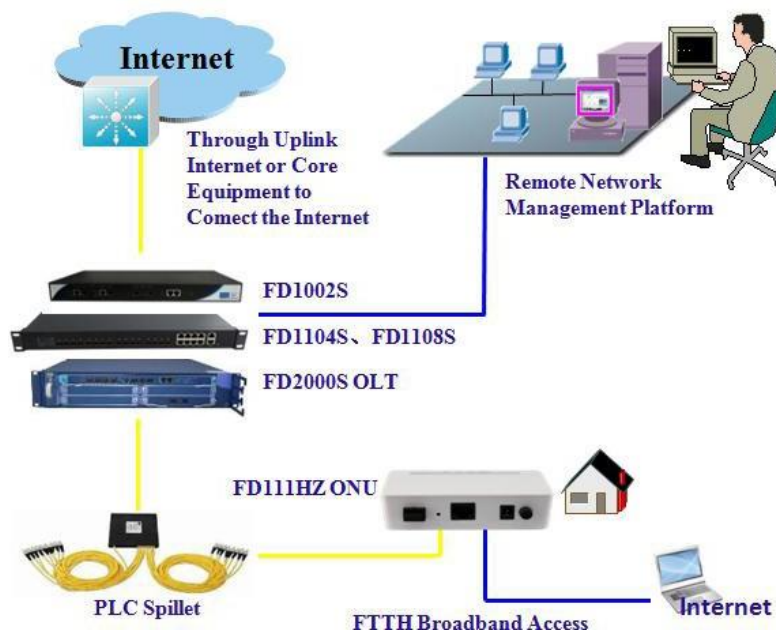 Internet
Through Uplink
Internet or Core
Equipment to
Comect the Internet
Remote Network
Management Platform
FD1002S
FD1104S、FD1108S
FD2000S OLT
FD111HZ ONU
PLC Spillet
FTTH Broadband Access
Internet